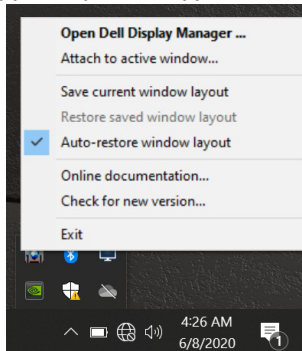 Open Dell Display Manager ...
Attach to active window...
Save current window layout
Restore saved window layout
Auto-restore window layout
Online documentation...
Check for new version...
Exit
4:26 AM
6/8/2020
1